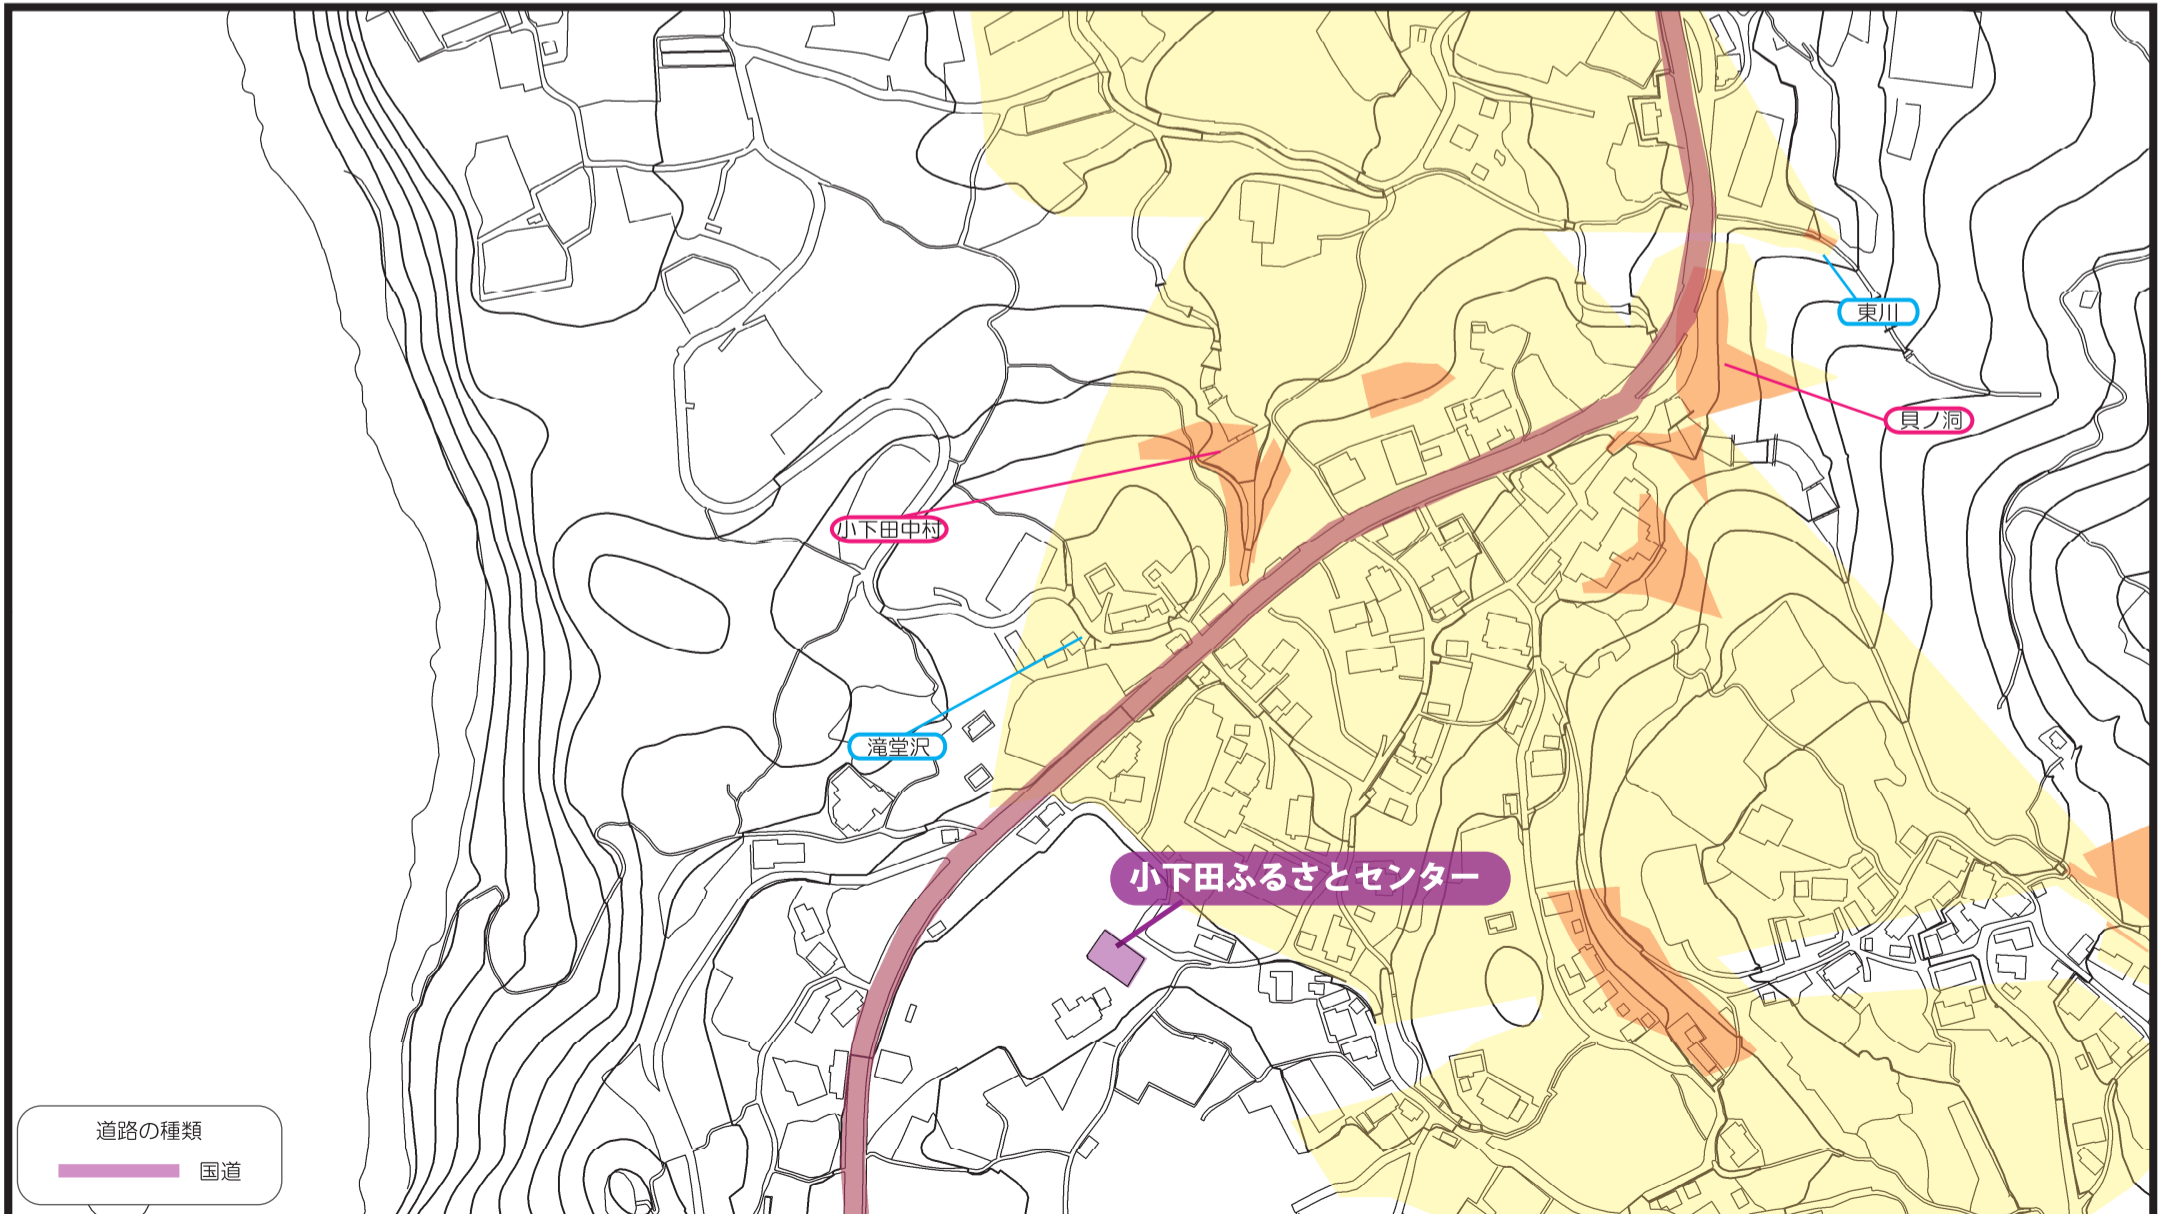 東川
貝ノ洞
小下田中村
滝堂沢
小下田ふるさとセンター
道路の種類
国道